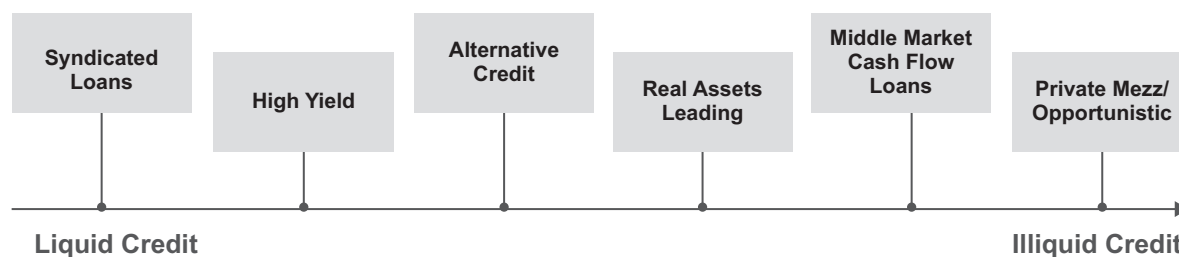 Syndicated
Loans
High Yield
Alternative
Credit
Real Assets
Leading
Middle Market
Cash Flow
Loans
Private Mezz/
Opportunistic
Liquid Credit
Illiquid Credit